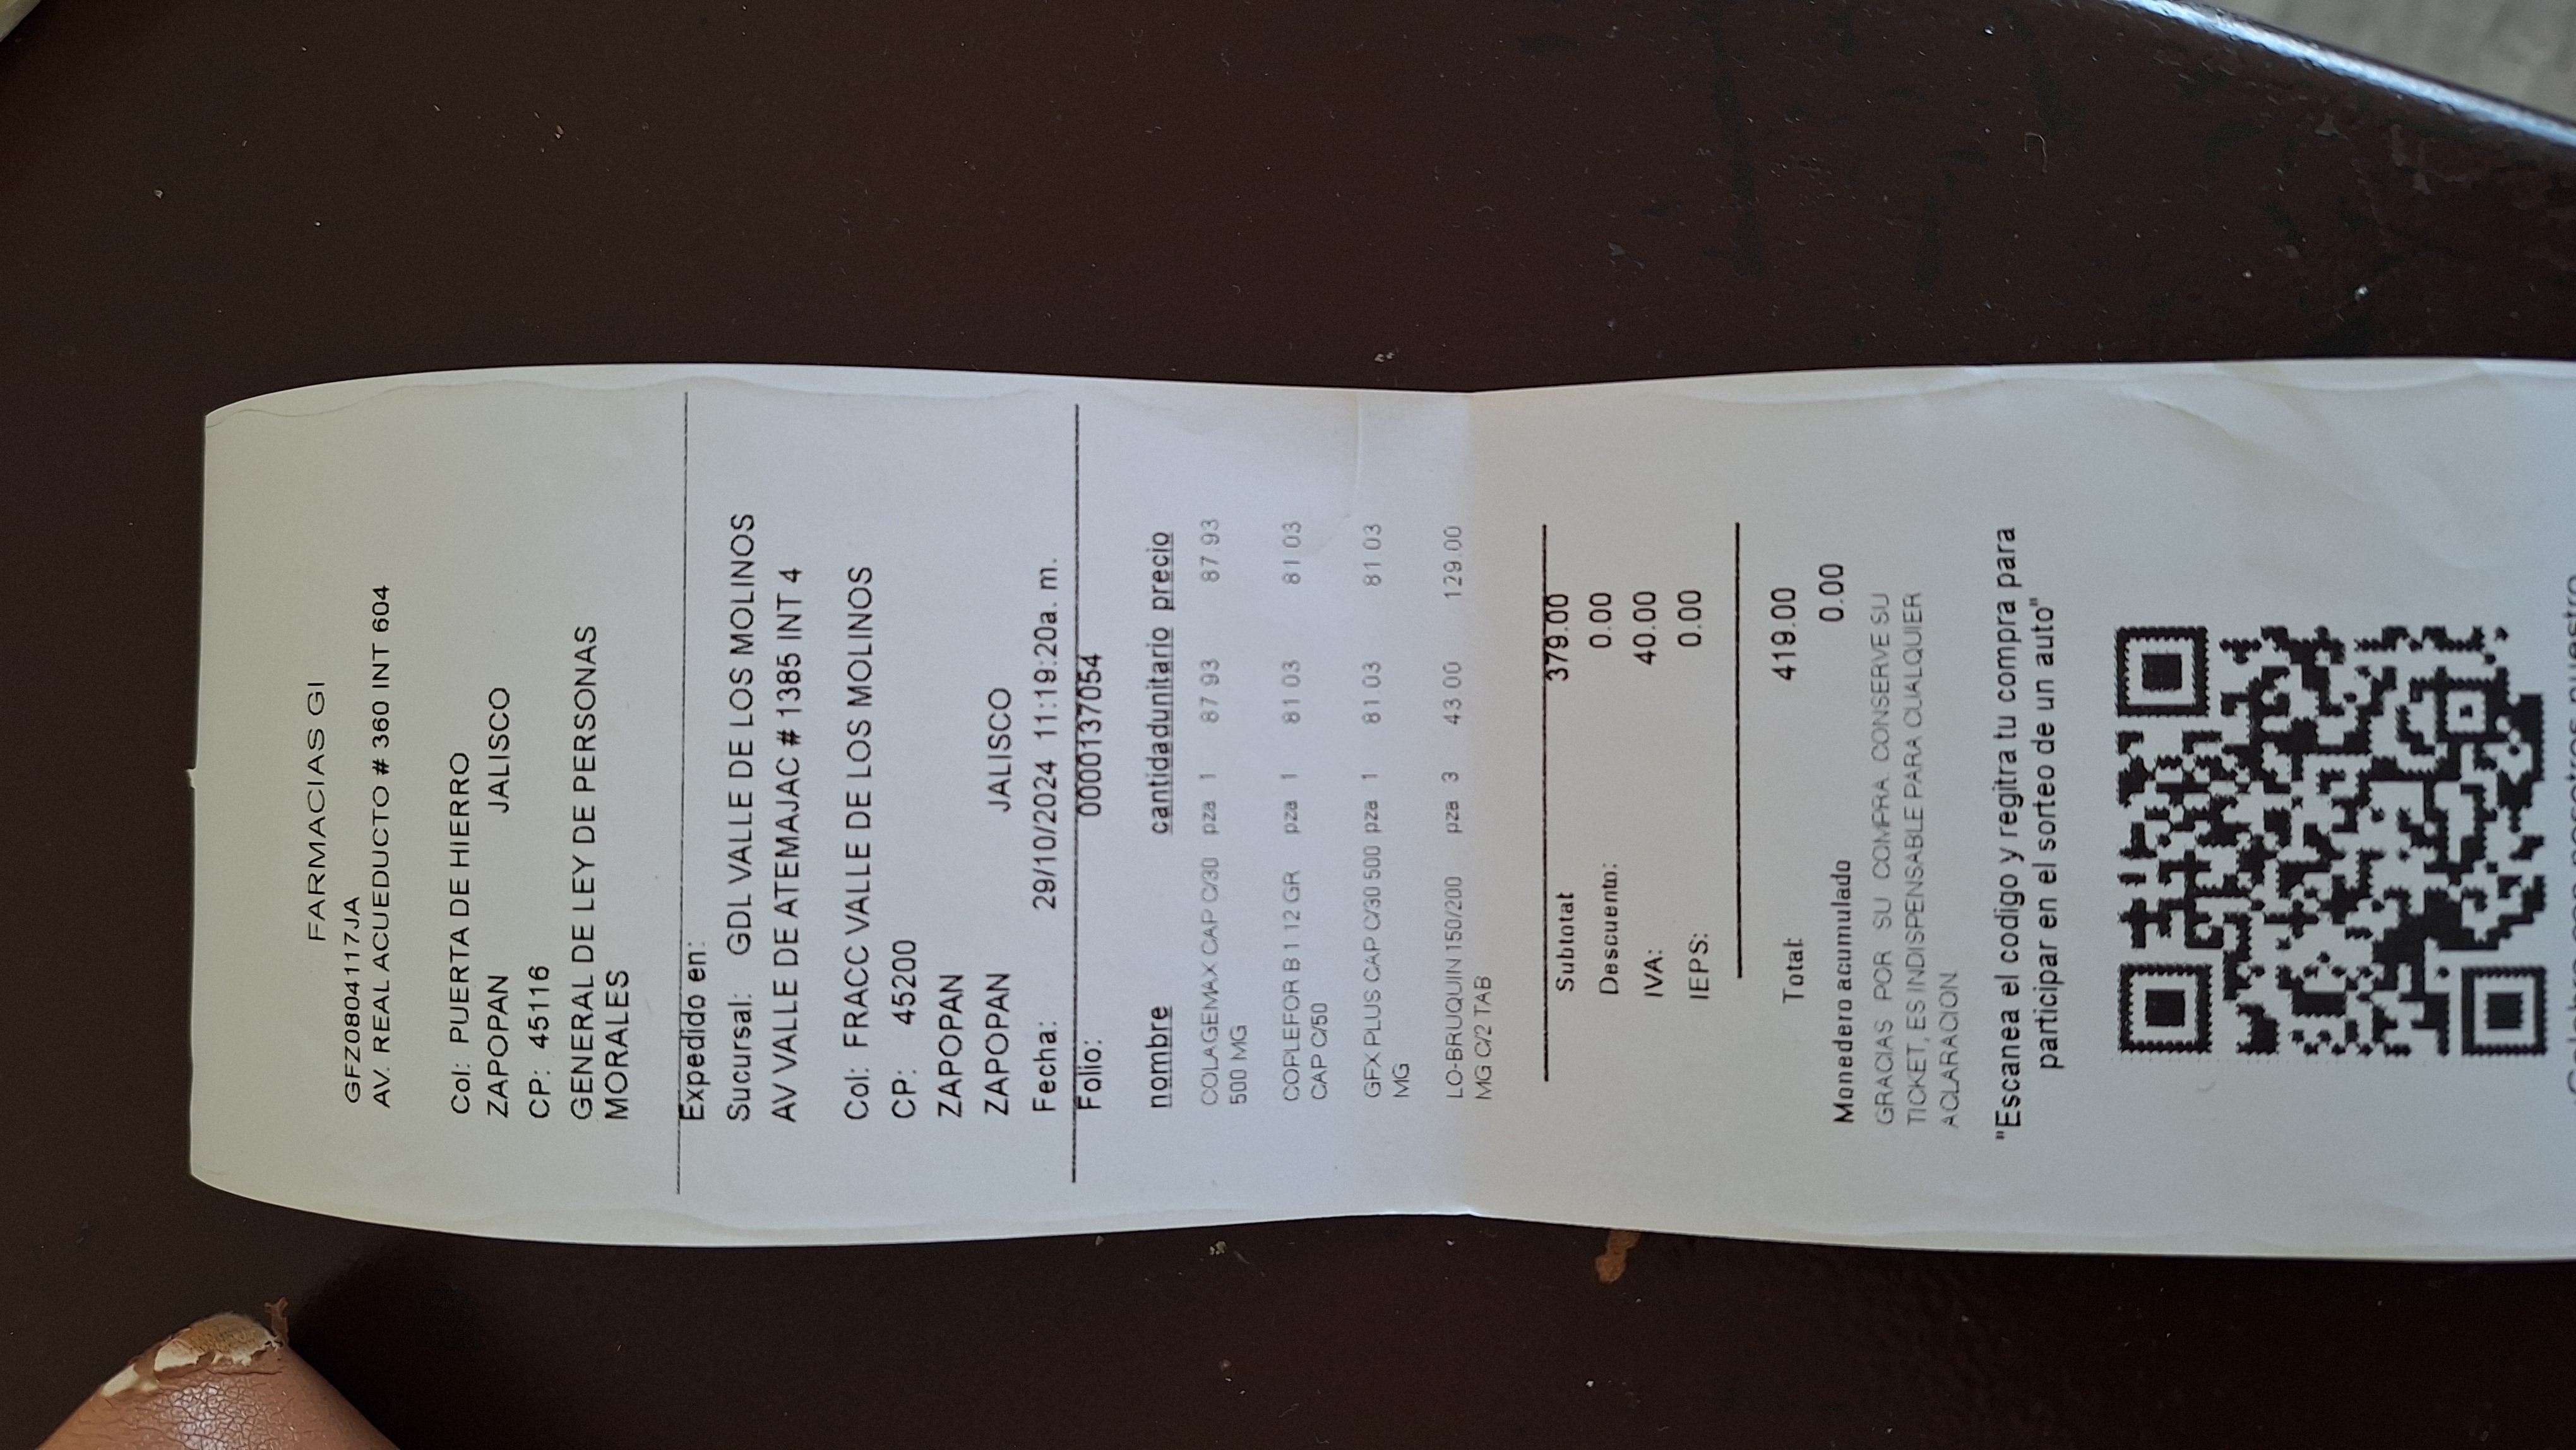 FARMACIAS GI
GFZ0804117JA
AV. REAL ACUEDUCTO # 360 INT 604
Col: PUERTA DE HIERRO
ZAPOPAN JALISCO
CP: 45116
GENERAL DE LEY DE PERSONAS
MORALES
Expedido en:
Sucursal: GDL VALLE DE LOS MOLINOS
AV VALLE DE ATEMAJAC # 1385 INT 4
Col: FRACC VALLE DE LOS MOLINOS
CP: 45200
ZAPOPAN
ZAPOPAN JALISCO
Fecha: 29/10/2024 11:19:20a. m.
Folio: 0000137054
nombre cantidadunitario precio
COLAGEMAX CAP C/30 pza 1 87.93 87.93
500 MG
COPLEFOR B 1 12 GR pza 1 81.03 81.03
CAP C/50
GFX PLUS CAP C/30 500 pza 1 81.03 81.03
MG
LO-BRUQUIN 150/200 pza 3 43.00 129.00
MG C/2 TAB
Subtotat 379.00
Descuento: 0.00
IVA: 40.00
IEPS: 0.00
Total: 419.00
Monedero acumulado 0.00
GRACIAS POR SU COMPRA. CONSERVE SU
TICKET, ES INDISPENSABLE PARA CUALQUIER
ACLARACION.
"Escanea el codigo y regitra tu compra para
participar en el sorteo de un auto"